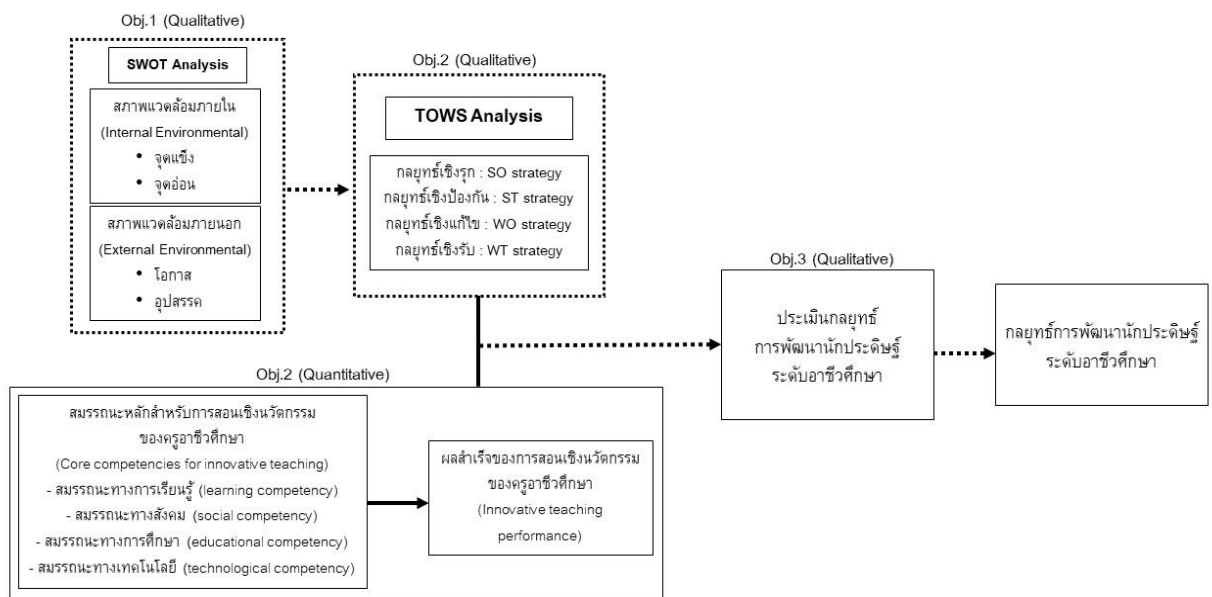 Obj.1 (Qualitative)
SWOT Analysis
สภาพแวดล้อมภายใน
(Internal Environmental)
• จุดแข็ง
• จุดอ่อน
สภาพแวดล้อมภายนอก
(External Environmental)
• โอกาส
• อุปสรรค
Obj.2 (Qualitative)
TOWS Analysis
กลยุทธ์เชิงรุก : SO strategy
กลยุทธ์เชิงป้องกัน : ST strategy
กลยุทธ์เชิงแก้ไข : WO strategy
กลยุทธ์เชิงรับ : WT strategy
Obj.3 (Qualitative)
ประเมินกลยุทธ์
การพัฒนานักประดิษฐ์
ระดับอาชีวศึกษา
กลยุทธ์การพัฒนานักประดิษฐ์
ระดับอาชีวศึกษา
Obj.2 (Quantitative)
สมรรถนะหลักสำหรับการสอนเชิงนวัตกรรม
ของครูอาชีวศึกษา
(Core competencies for innovative teaching)
- สมรรถนะทางการเรียนรู้ (learning competency)
- สมรรถนะทางสังคม (social competency)
- สมรรถนะทางการศึกษา (educational competency)
- สมรรถนะทางเทคโนโลยี (technological competency)
ผลสำเร็จของการสอนเชิงนวัตกรรม
ของครูอาชีวศึกษา
(Innovative teaching
performance)